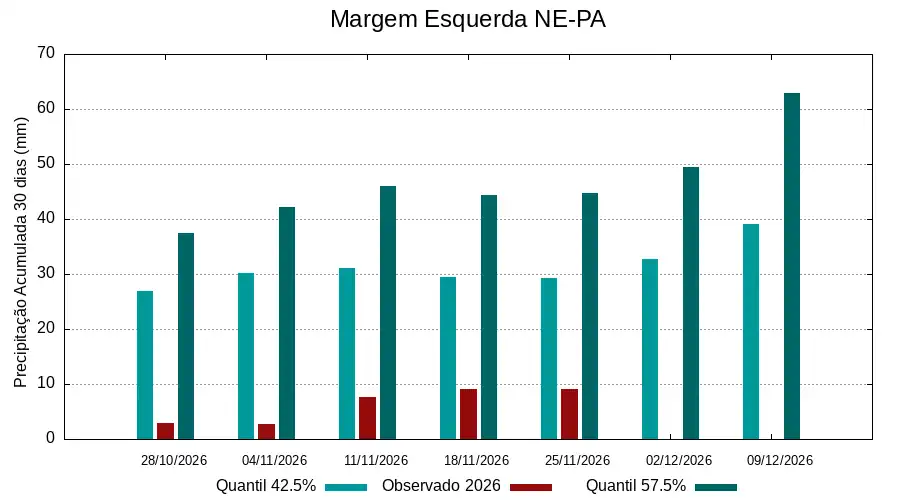 Margem Esquerda NE-PA
Precipitação Acumulada 30 dias (mm)
70
60
50
40
30
20
10
0
28/10/2026 04/11/2026 11/11/2026 18/11/2026 25/11/2026 02/12/2026 09/12/2026
Quantil 42.5% Observado 2026 Quantil 57.5%